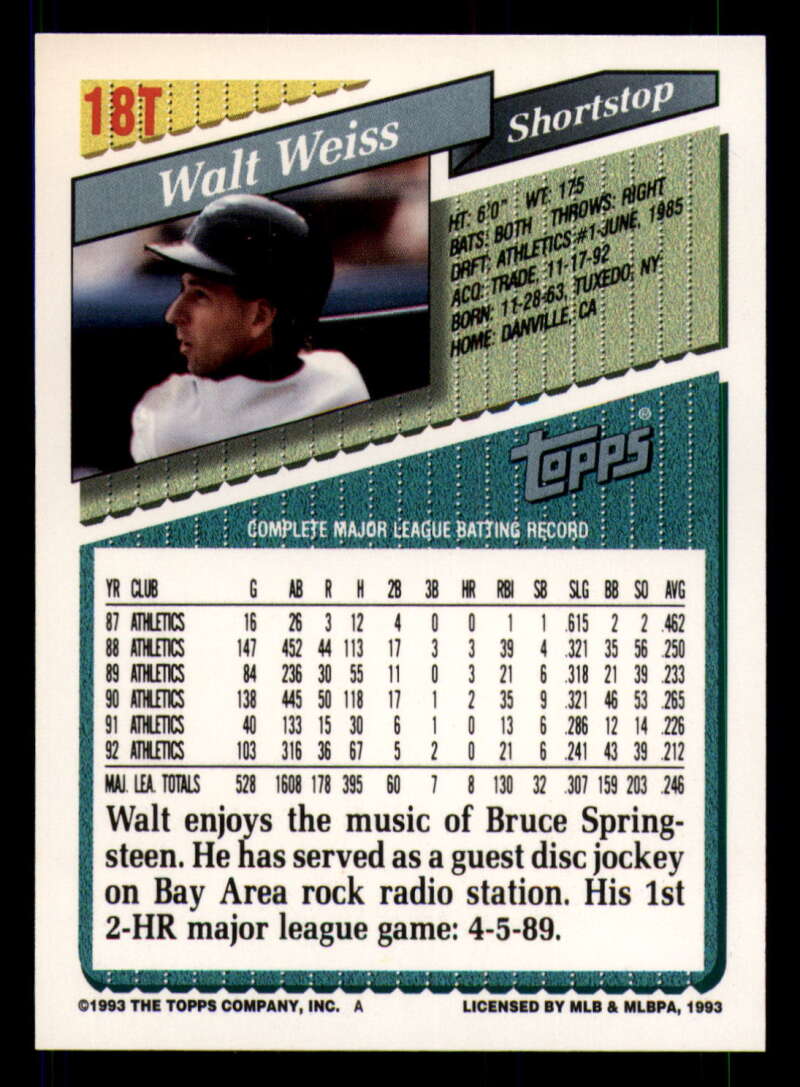 18T
Walt Weiss
Shortstop
HT: 6'0" WT: 175
BATS: BOTH THROWS: RIGHT
DRFT: ATHLETICS #1-JUNE, 1985
ACQ: TRADE, 11-17-92
BORN: 11-28-63, TUXEDO, NY
HOME: DANVILLE, CA
topps®
COMPLETE MAJOR LEAGUE BATTING RECORD
YR CLUB G AB R H 2B 3B HR RBI SB SLG BB SO AVG
87 ATHLETICS 16 26 3 12 4 0 0 1 1 .615 2 2 .462
88 ATHLETICS 147 452 44 113 17 3 3 39 4 .321 35 56 .250
89 ATHLETICS 84 236 30 55 11 0 3 21 6 .318 21 39 .233
90 ATHLETICS 138 445 50 118 17 1 2 35 9 .321 46 53 .265
91 ATHLETICS 40 133 15 30 6 1 0 13 6 .286 12 14 .226
92 ATHLETICS 103 316 36 67 5 2 0 21 6 .241 43 39 .212
MAJ. LEA. TOTALS 528 1608 178 395 60 7 8 130 32 .307 159 203 .246
Walt enjoys the music of Bruce Spring-
steen. He has served as a guest disc jockey
on Bay Area rock radio station. His 1st
2-HR major league game: 4-5-89.
©1993 THE TOPPS COMPANY, INC. A LICENSED BY MLB & MLBPA, 1993